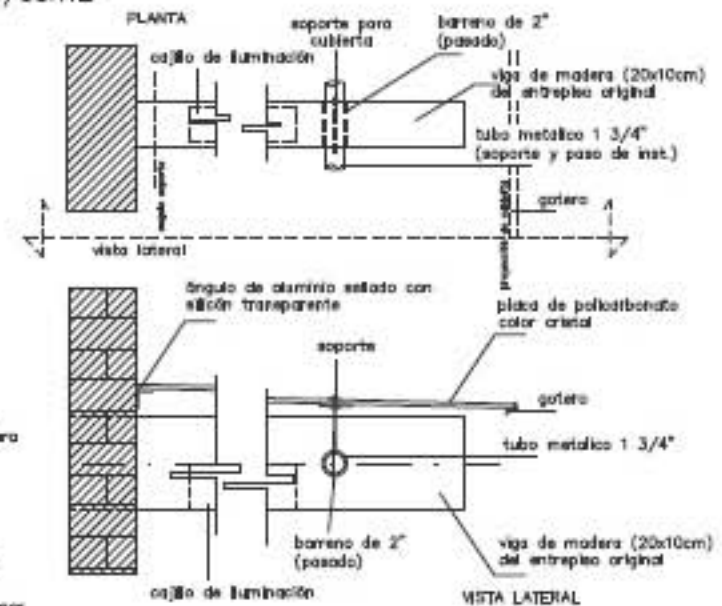 PLANTA
soporte para
cubierta
barreno de 2"
(pasado)
cajillo de iluminación
viga de madera (20x10cm)
del entrepiso original
tubo metalico 1 3/4"
(soporte y paso de inst.)
gotero
vista lateral
ángulo de aluminio sellado con
silicón transparente
placa de policarbonato
color cristal
soporte
gotero
tubo metalico 1 3/4"
barreno de 2"
(pasado)
viga de madera (20x10cm)
del entrepiso original
cajillo de iluminación
VISTA LATERAL